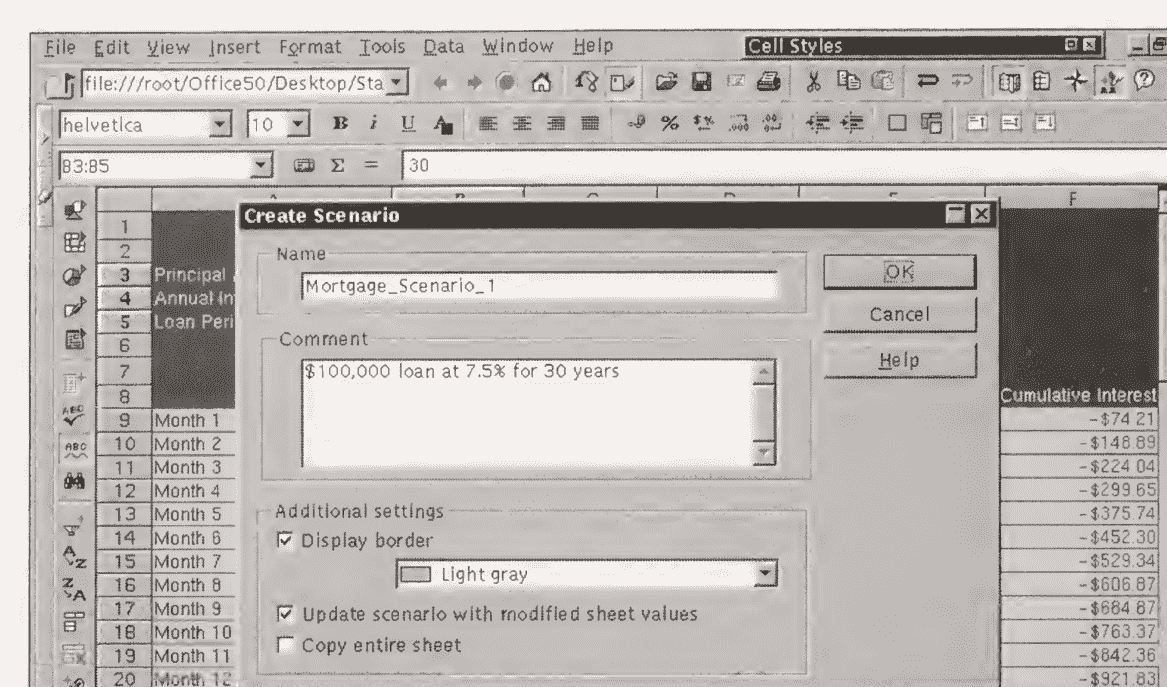 File Edit View Insert Format Tools Data Window Help
Cell Styles
file:///root/Office50/Desktop/Sta
helvetica 10 B i U A
B3:B5 Σ = 30
F
Create Scenario
Name
Mortgage_Scenario_1
OK
Cancel
Help
Comment
$100,000 loan at 7.5% for 30 years
Additional settings
Display border
Light gray
Update scenario with modified sheet values
Copy entire sheet
1
2
3 Principal
4 Annual In
5 Loan Peri
6
7
8 Cumulative Interest
9 Month 1 -$74.21
10 Month 2 -$148.89
11 Month 3 -$224.04
12 Month 4 -$299.65
13 Month 5 -$375.74
14 Month 6 -$452.30
15 Month 7 -$529.34
16 Month 8 -$606.87
17 Month 9 -$684.87
18 Month 10 -$763.37
19 Month 11 -$842.36
20 Month 12 -$921.83